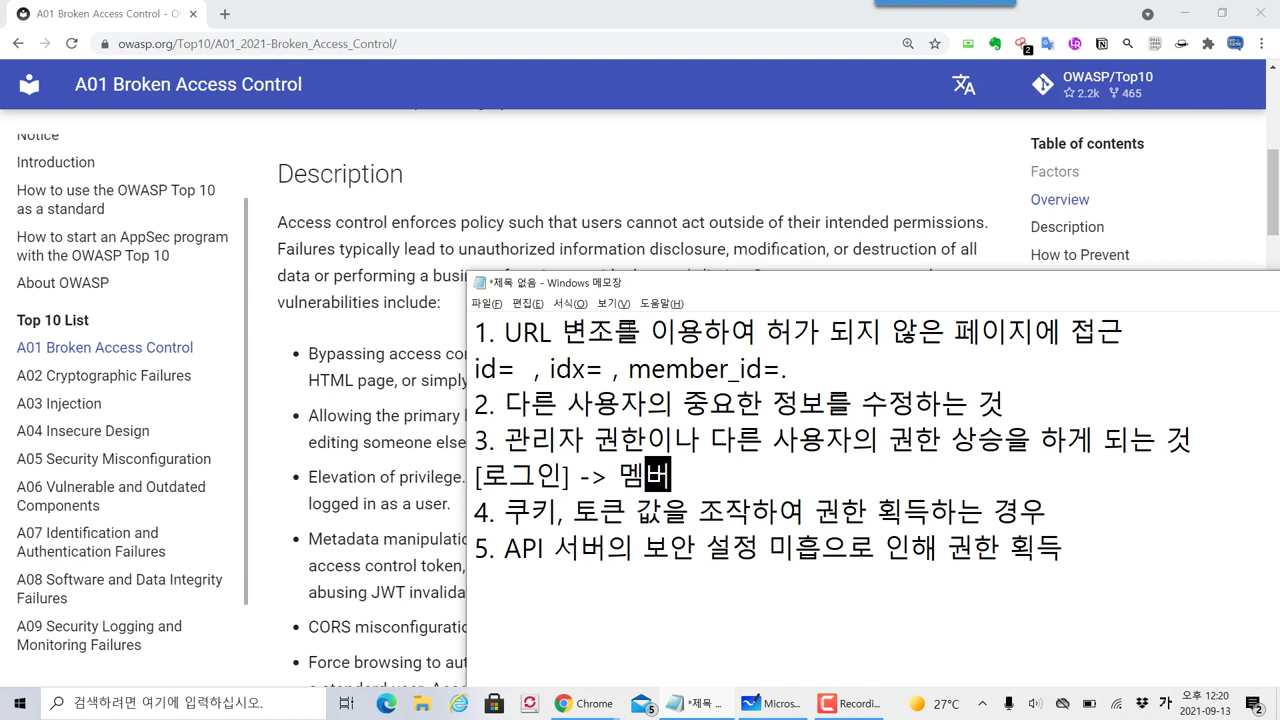 A01 Broken Access Control - O
owasp.org/Top10/A01_2021-Broken_Access_Control/
2
A01 Broken Access Control
OWASP/Top10
2.2k 465
Notice
Introduction
How to use the OWASP Top 10
as a standard
How to start an AppSec program
with the OWASP Top 10
About OWASP
Top 10 List
A01 Broken Access Control
A02 Cryptographic Failures
A03 Injection
A04 Insecure Design
A05 Security Misconfiguration
A06 Vulnerable and Outdated
Components
A07 Identification and
Authentication Failures
A08 Software and Data Integrity
Failures
A09 Security Logging and
Monitoring Failures
Description
Access control enforces policy such that users cannot act outside of their intended permissions.
Failures typically lead to unauthorized information disclosure, modification, or destruction of all
data or performing a
vulnerabilities include:
Bypassing access
HTML page, or simply
Allowing the primary
editing someone else
Elevation of privilege.
logged in as a user.
Metadata
access control token,
abusing JWT
CORS
Force browsing to
Table of contents
Factors
Overview
Description
How to Prevent
*제목 없음 - Windows 메모장
파일(F) 편집(E) 서식(O) 보기(V) 도움말(H)
1. URL 변조를 이용하여 허가 되지 않은 페이지에 접근
id= , idx= , member_id=.
2. 다른 사용자의 중요한 정보를 수정하는 것
3. 관리자 권한이나 다른 사용자의 권한 상승을 하게 되는 것
[로그인] -> 멤버
4. 쿠키, 토큰 값을 조작하여 권한 획득하는 경우
5. API 서버의 보안 설정 미흡으로 인해 권한 획득
검색하려면 여기에 입력하십시오.
Chrome
5
*제목 ...
Micros...
Recordi...
27°C
가
오후 12:20
2021-09-13
2